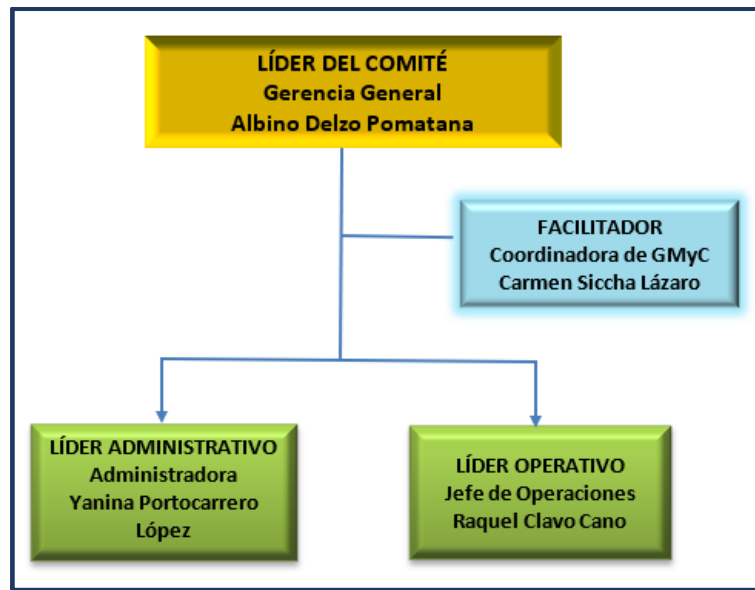 LÍDER DEL COMITÉ
Gerencia General
Albino Delzo Pomatana
FACILITADOR
Coordinadora de GMyC
Carmen Siccha Lázaro
LÍDER ADMINISTRATIVO
Administradora
Yanina Portocarrero
López
LÍDER OPERATIVO
Jefe de Operaciones
Raquel Clavo Cano